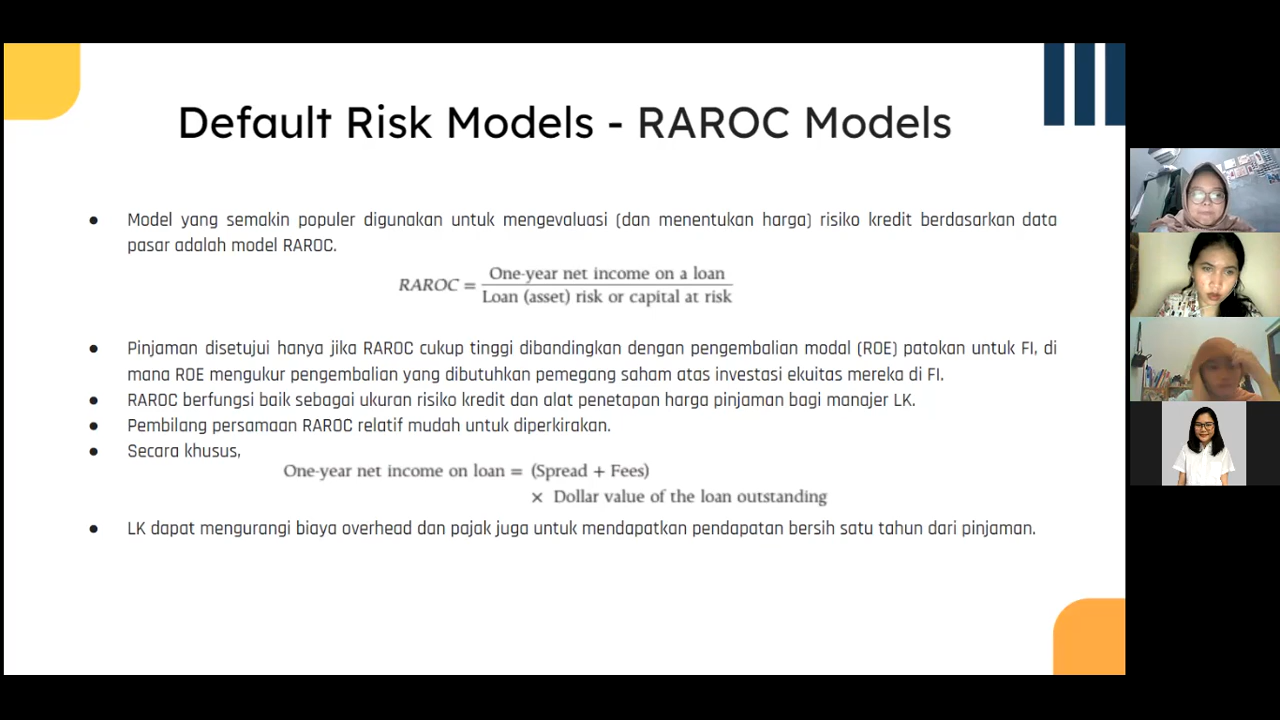 Default Risk Models - RAROC Models
● Model yang semakin populer digunakan untuk mengevaluasi (dan menentukan harga) risiko kredit berdasarkan data
pasar adalah model RAROC.
One-year net income on a loan
RAROC =
Loan (asset) risk or capital at risk
● Pinjaman disetujui hanya jika RAROC cukup tinggi dibandingkan dengan pengembalian modal (ROE) patokan untuk FI, di
mana ROE mengukur pengembalian yang dibutuhkan pemegang saham atas investasi ekuitas mereka di FI.
● RAROC berfungsi baik sebagai ukuran risiko kredit dan alat penetapan harga pinjaman bagi manajer LK.
● Pembilang persamaan RAROC relatif mudah untuk diperkirakan.
● Secara khusus,
One-year net income on loan = (Spread + Fees)
× Dollar value of the loan outstanding
● LK dapat mengurangi biaya overhead dan pajak juga untuk mendapatkan pendapatan bersih satu tahun dari pinjaman.